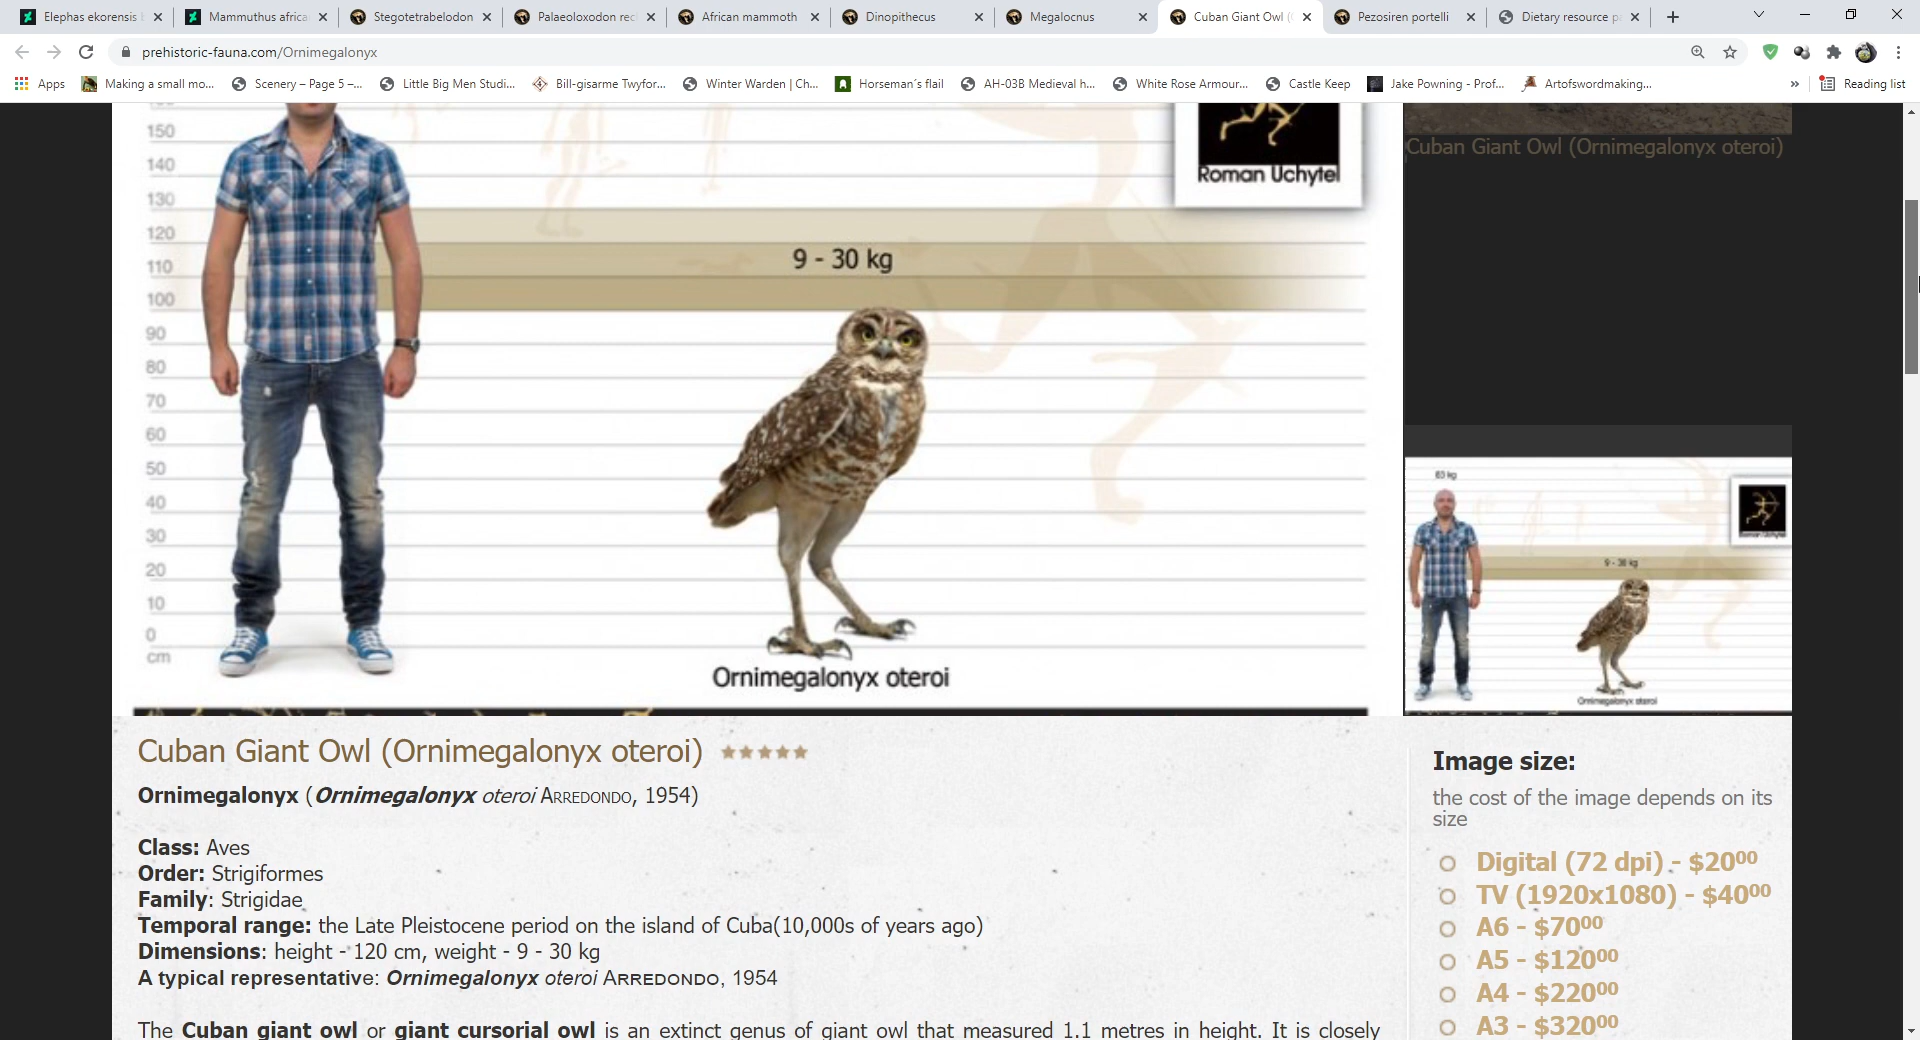 Elephas ekorensis
Mammuthus africa
Stegotetrabelodon
Palaeoloxodon rec
African mammoth
Dinopithecus
Megalocnus
Cuban Giant Owl (
Pezosiren portelli
Dietary resource p
prehistoric-fauna.com/Ornimegalonyx
Apps
Making a small mo...
Scenery – Page 5 –...
Little Big Men Studi...
Bill-gisarme Twyfor...
Winter Warden | Ch...
Horseman´s flail
AH-03B Medieval h...
White Rose Armour...
Castle Keep
Jake Powning - Prof...
Artofswordmaking...
»
Reading list
150
140
130
120
110
100
90
80
70
60
50
40
30
20
10
0
cm
Roman Uchytel
9 - 30 kg
Ornimegalonyx oteroi
Cuban Giant Owl (Ornimegalonyx oteroi)
63 kg
Roman Uchytel
9 - 30 kg
Ornimegalonyx oteroi
Cuban Giant Owl (Ornimegalonyx oteroi)
Ornimegalonyx (Ornimegalonyx oteroi ARREDONDO, 1954)
Class: Aves
Order: Strigiformes
Family: Strigidae
Temporal range: the Late Pleistocene period on the island of Cuba(10,000s of years ago)
Dimensions: height - 120 cm, weight - 9 - 30 kg
A typical representative: Ornimegalonyx oteroi ARREDONDO, 1954
The Cuban giant owl or giant cursorial owl is an extinct genus of giant owl that measured 1.1 metres in height. It is closely
Image size:
the cost of the image depends on its
size
Digital (72 dpi) - $2000
TV (1920x1080) - $4000
A6 - $7000
A5 - $12000
A4 - $22000
A3 - $32000